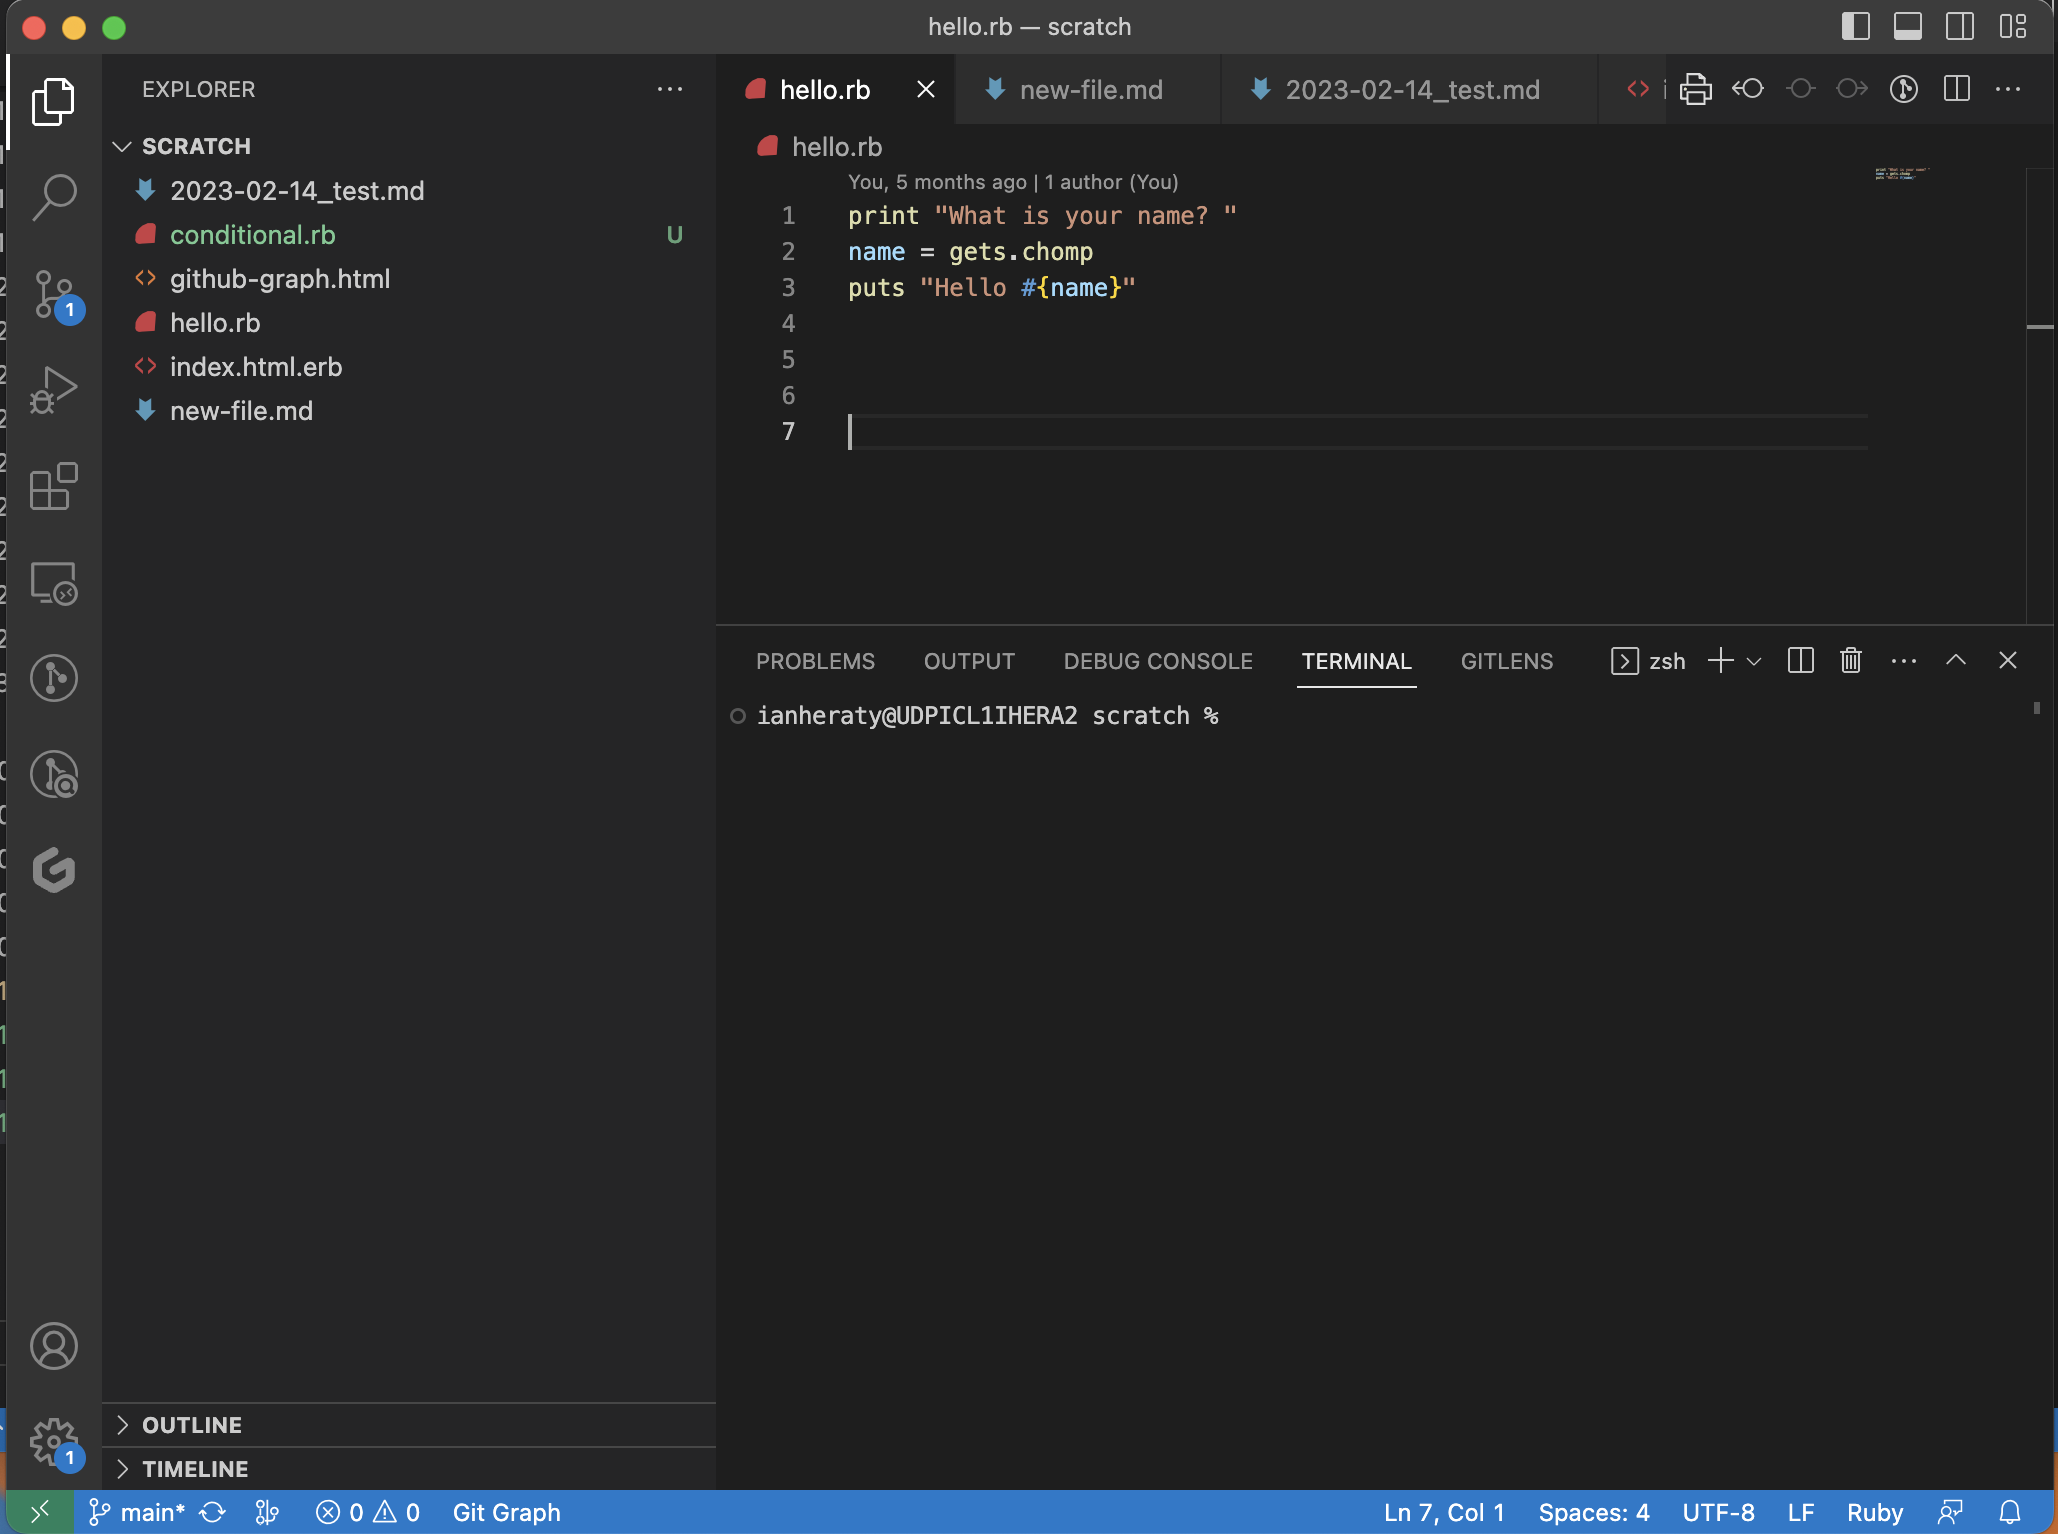 hello.rb — scratch
EXPLORER
SCRATCH
2023-02-14_test.md
conditional.rb U
github-graph.html
hello.rb
index.html.erb
new-file.md
OUTLINE
TIMELINE
hello.rb new-file.md 2023-02-14_test.md
hello.rb
You, 5 months ago | 1 author (You)
1 print "What is your name? "
2 name = gets.chomp
3 puts "Hello #{name}"
4
5
6
7
PROBLEMS OUTPUT DEBUG CONSOLE TERMINAL GITLENS zsh
ianheraty@UDPICL1IHERA2 scratch %
1
1
main* 0 0 Git Graph Ln 7, Col 1 Spaces: 4 UTF-8 LF Ruby